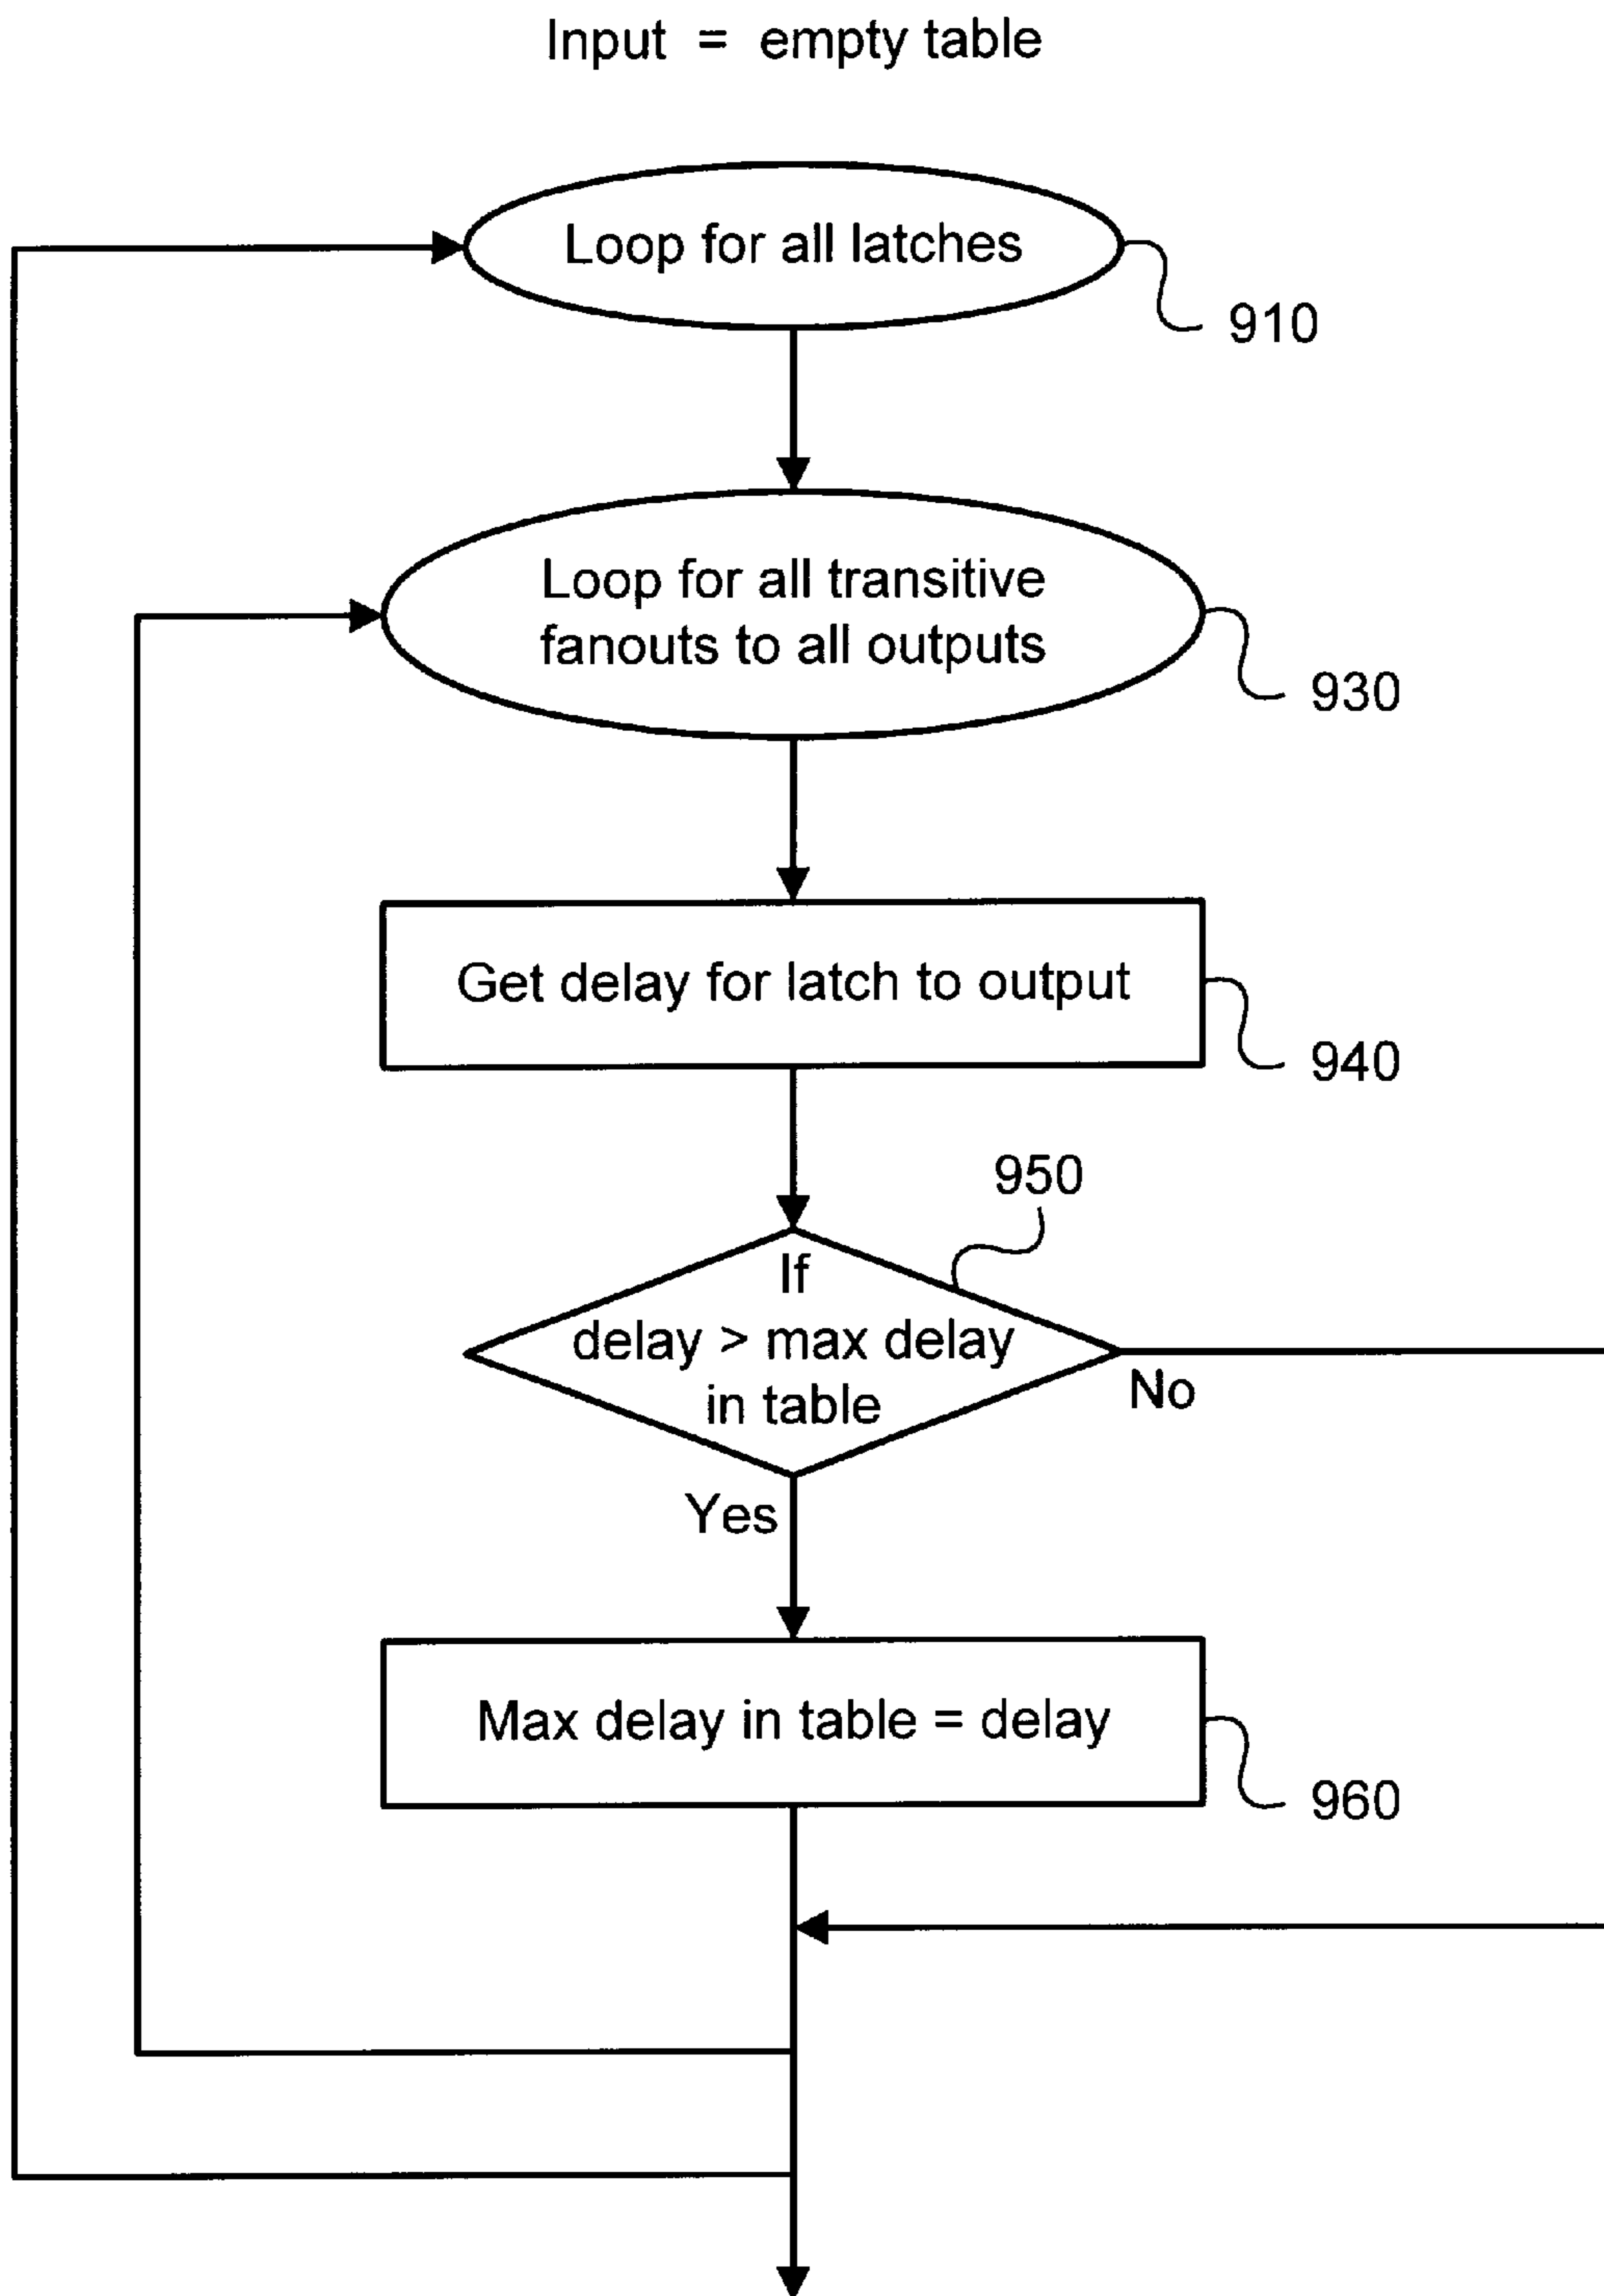 Input = empty table
Loop for all latches
910
Loop for all transitive
fanouts to all outputs
930
Get delay for latch to output
940
950
If
delay > max delay
in table
No
Yes
Max delay in table = delay
960